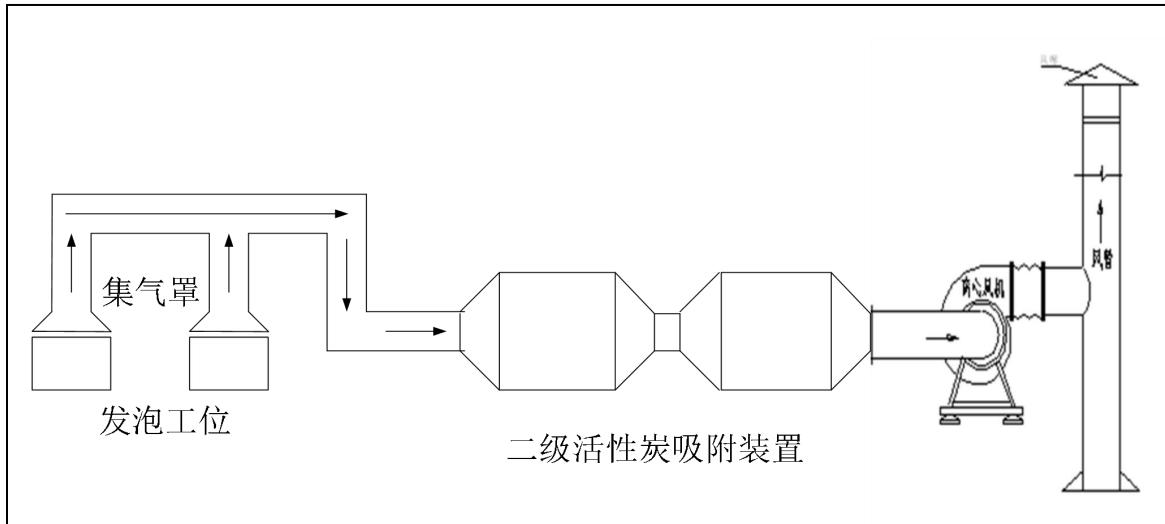 集气罩
发泡工位
二级活性炭吸附装置
离心风机
风管